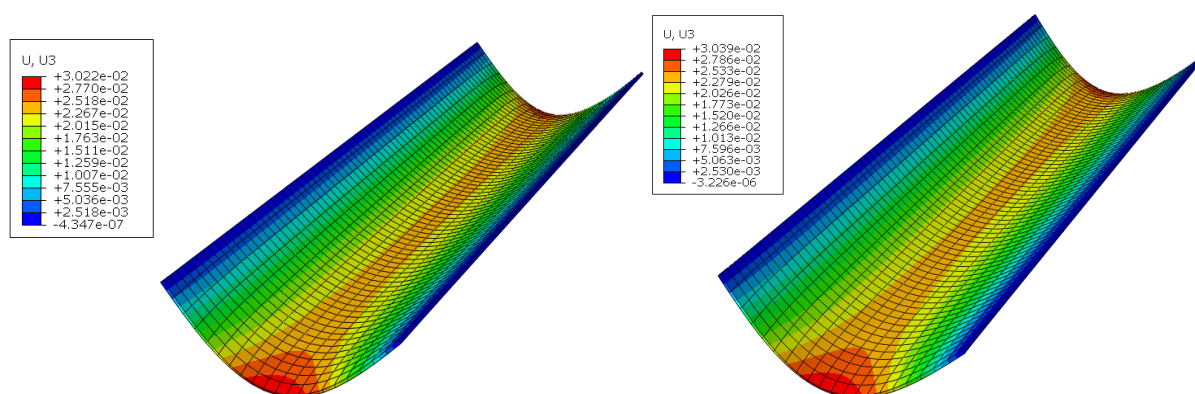 U, U3
+3.022e-02
+2.770e-02
+2.518e-02
+2.267e-02
+2.015e-02
+1.763e-02
+1.511e-02
+1.259e-02
+1.007e-02
+7.555e-03
+5.036e-03
+2.518e-03
-4.347e-07
U, U3
+3.039e-02
+2.786e-02
+2.533e-02
+2.279e-02
+2.026e-02
+1.773e-02
+1.520e-02
+1.266e-02
+1.013e-02
+7.596e-03
+5.063e-03
+2.530e-03
-3.226e-06